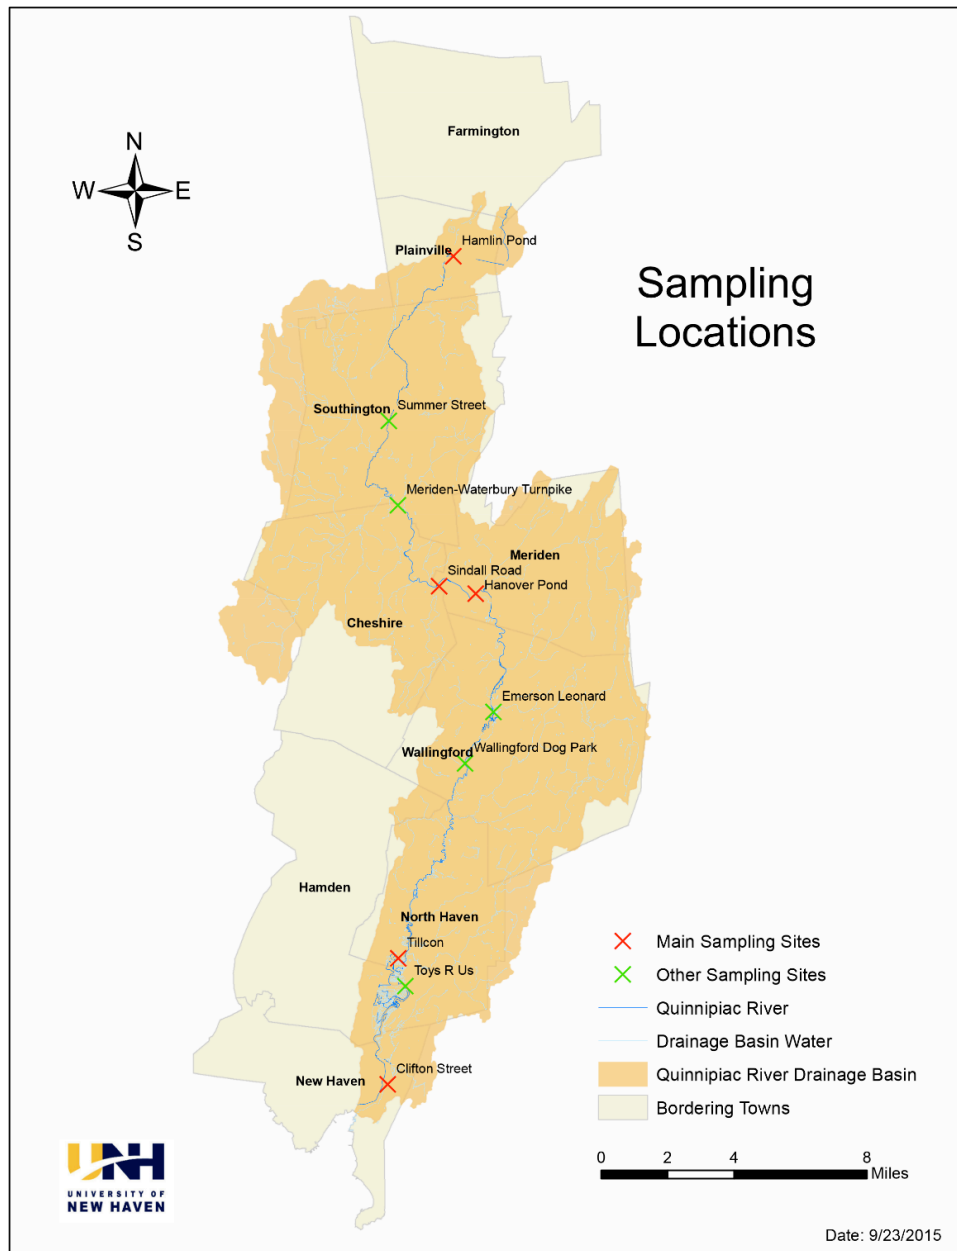 Farmington
N
W E
S
Plainville
Hamlin Pond
Sampling
Locations
Southington
Summer Street
Meriden-Waterbury Turnpike
Meriden
Sindall Road
Hanover Pond
Cheshire
Emerson Leonard
Wallingford
Wallingford Dog Park
Hamden
North Haven
Tillcon
Toys R Us
New Haven
Clifton Street
Main Sampling Sites
Other Sampling Sites
Quinnipiac River
Drainage Basin Water
Quinnipiac River Drainage Basin
Bordering Towns
0 2 4 8
Miles
UNH
UNIVERSITY OF
NEW HAVEN
Date: 9/23/2015